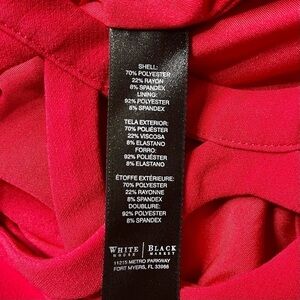 SHELL:
70% POLYESTER
22% RAYON
8% SPANDEX
LINING:
92% POLYESTER
8% SPANDEX
TELA EXTERIOR:
70% POLIÉSTER
22% VISCOSA
8% ELASTANO
FORRO:
92% POLIÉSTER
8% ELASTANO
ÉTOFFE EXTÉRIEURE:
70% POLYESTER
22% RAYONNE
8% SPANDEX
DOUBLURE:
92% POLYESTER
8% SPANDEX
WHITE | BLACK
HOUSE | MARKET
11215 METRO PARKWAY
FORT MYERS, FL 33966